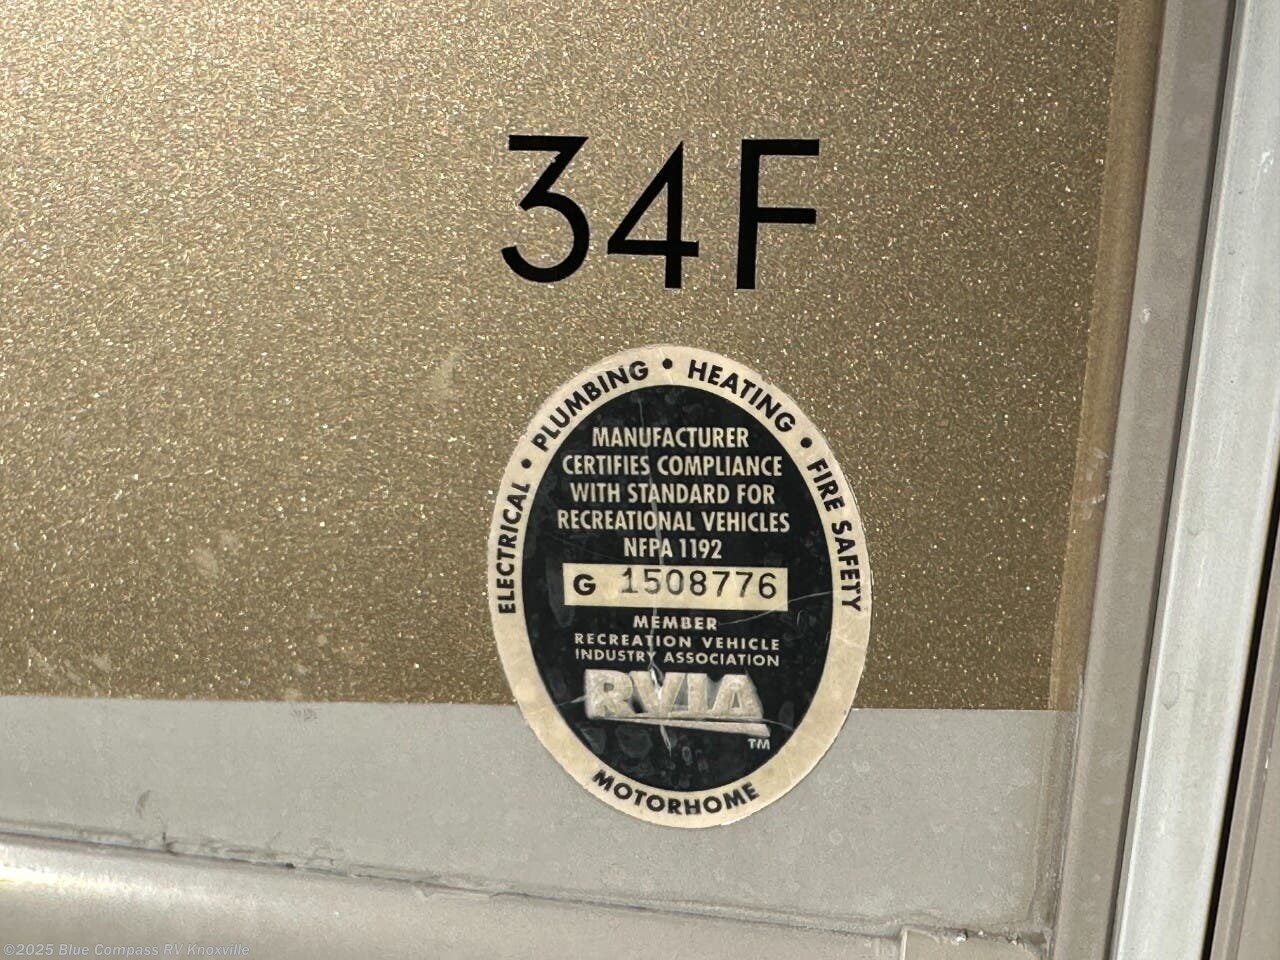 34F
ELECTRICAL • PLUMBING • HEATING • FIRE SAFETY
MANUFACTURER
CERTIFIES COMPLIANCE
WITH STANDARD FOR
RECREATIONAL VEHICLES
NFPA 1192
G 1508776
MEMBER
RECREATION VEHICLE
INDUSTRY ASSOCIATION
RVIA
TM
MOTORHOME
©2025 Blue Compass RV Knoxville